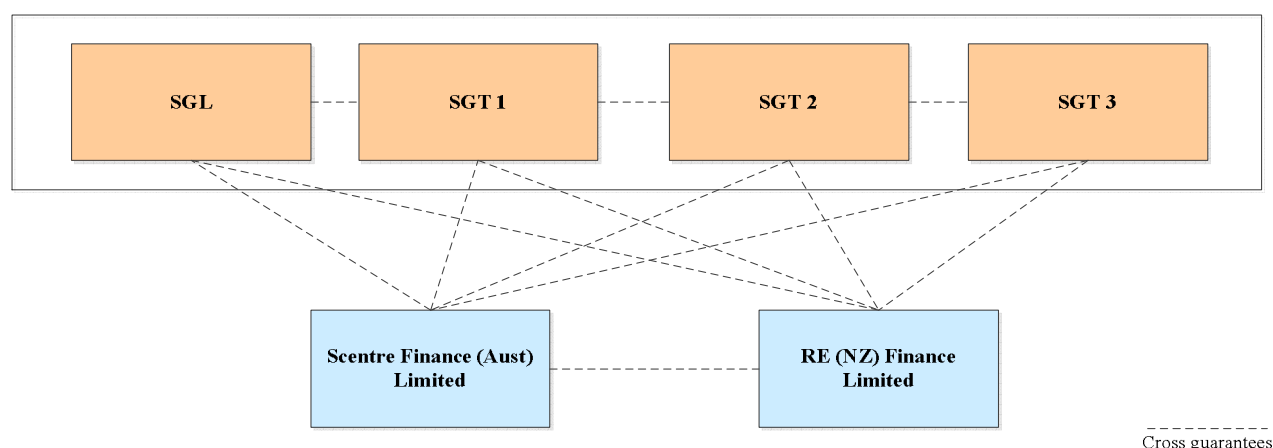 SGL
SGT 1
SGT 2
SGT 3
Scentre Finance (Aust)
Limited
RE (NZ) Finance
Limited
Cross guarantees